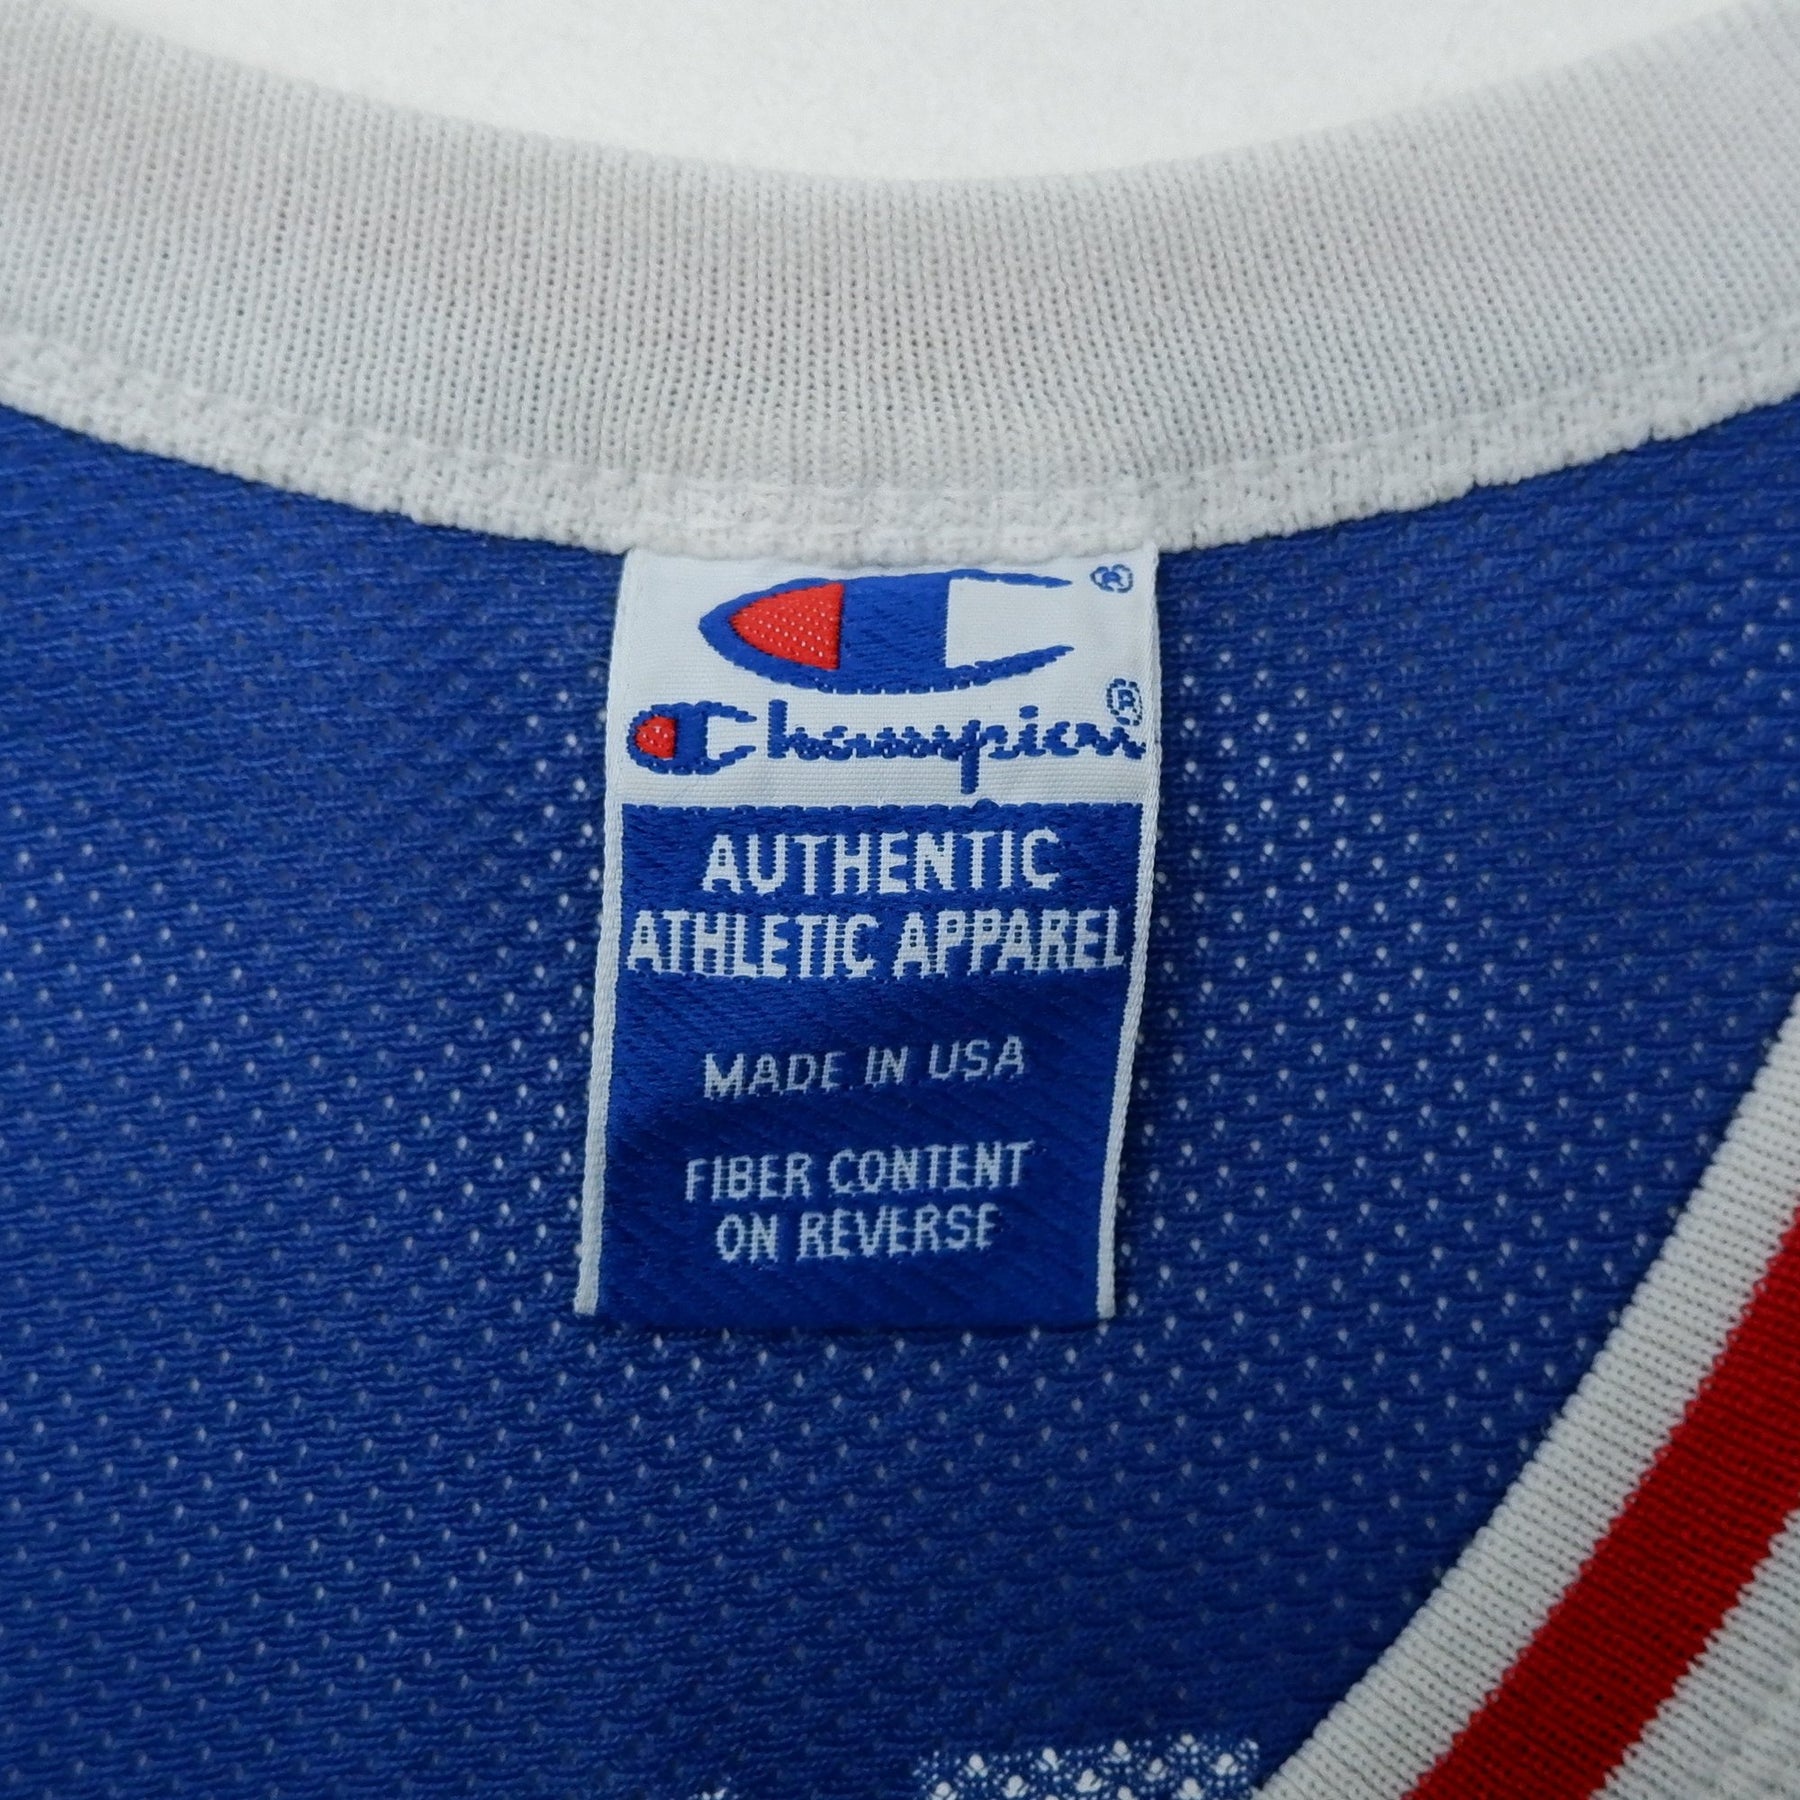 ®
Champion®
AUTHENTIC
ATHLETIC APPAREL
MADE IN USA
FIBER CONTENT
ON REVERSE